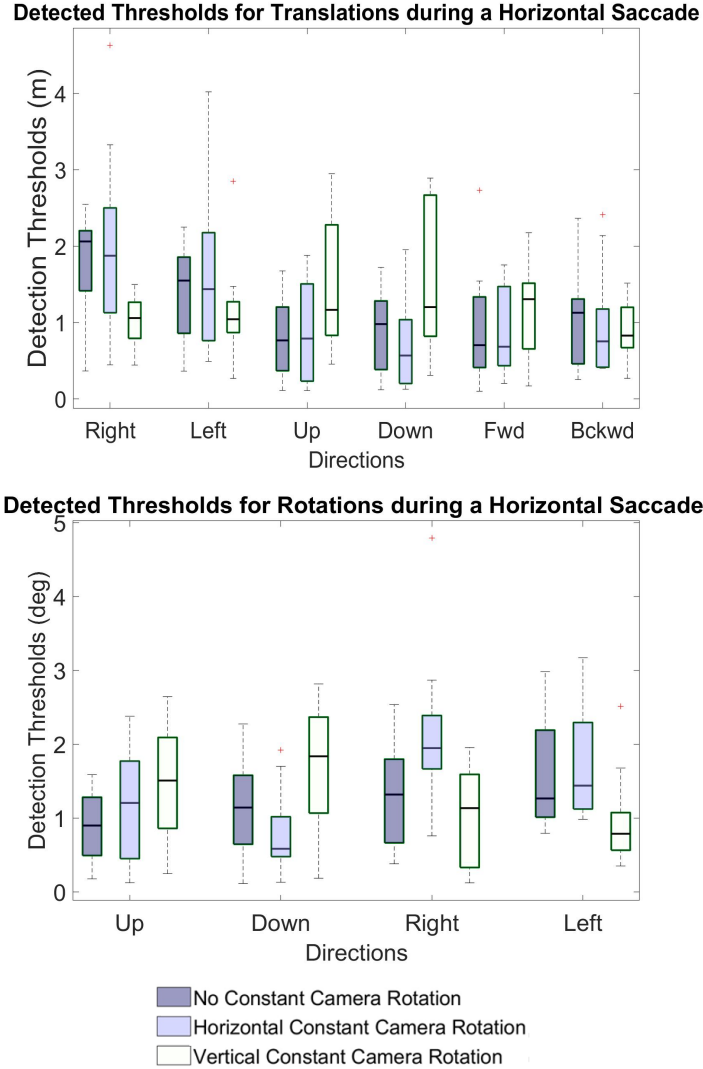 Detected Thresholds for Translations during a Horizontal Saccade
Detection Thresholds (m)
4
3
2
1
0
Right Left Up Down Fwd Bckwd
Directions
Detected Thresholds for Rotations during a Horizontal Saccade
Detection Thresholds (deg)
5
4
3
2
1
0
Up Down Right Left
Directions
No Constant Camera Rotation
Horizontal Constant Camera Rotation
Vertical Constant Camera Rotation